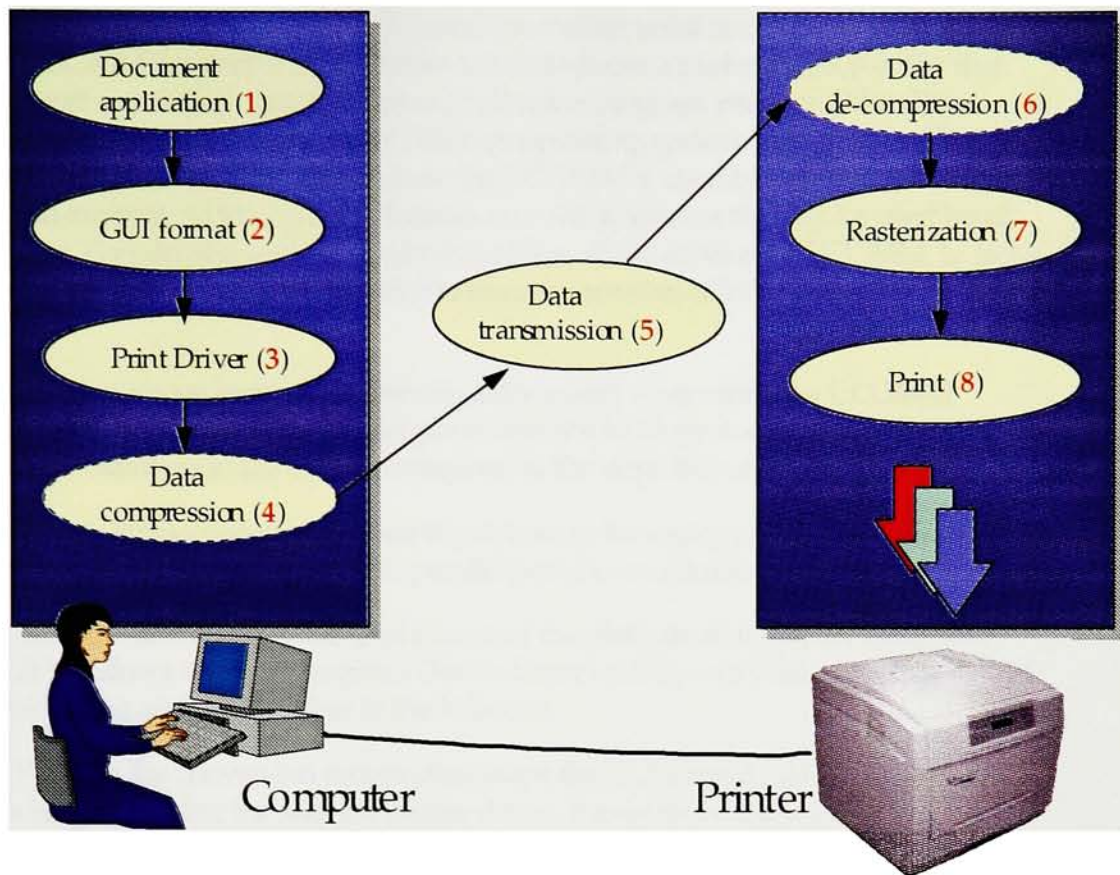 Document
application (1)
GUI format (2)
Print Driver (3)
Data
compression (4)
Data
transmission (5)
Data
de-compression (6)
Rasterization (7)
Print (8)
Computer
Printer